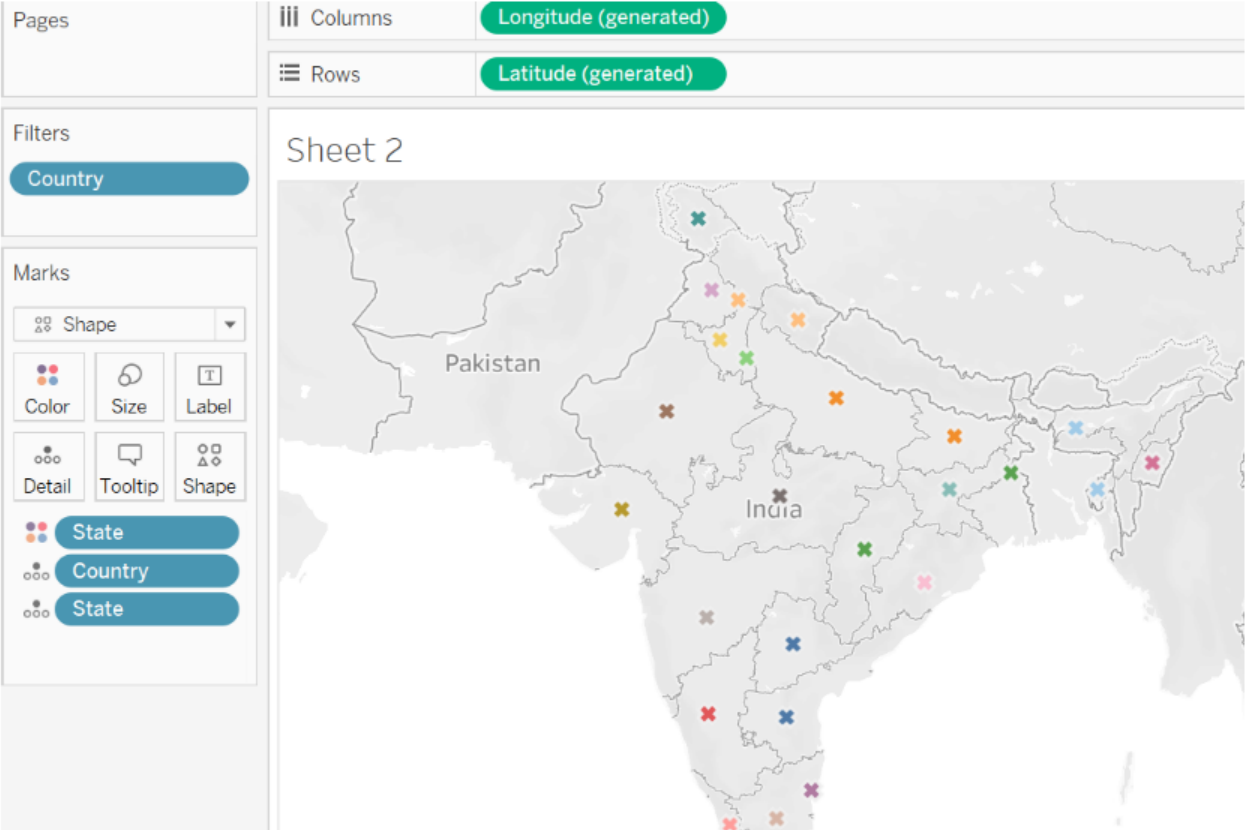 Pages
Columns
Longitude (generated)
Rows
Latitude (generated)
Filters
Country
Sheet 2
Marks
Shape
Color
Size
T
Label
Detail
Tooltip
Shape
State
Country
State
Pakistan
India